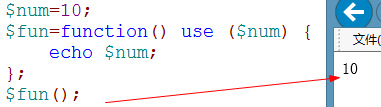 $num=10;
$fun=function() use ($num) {
    echo $num;
};
$fun();
文件(
10